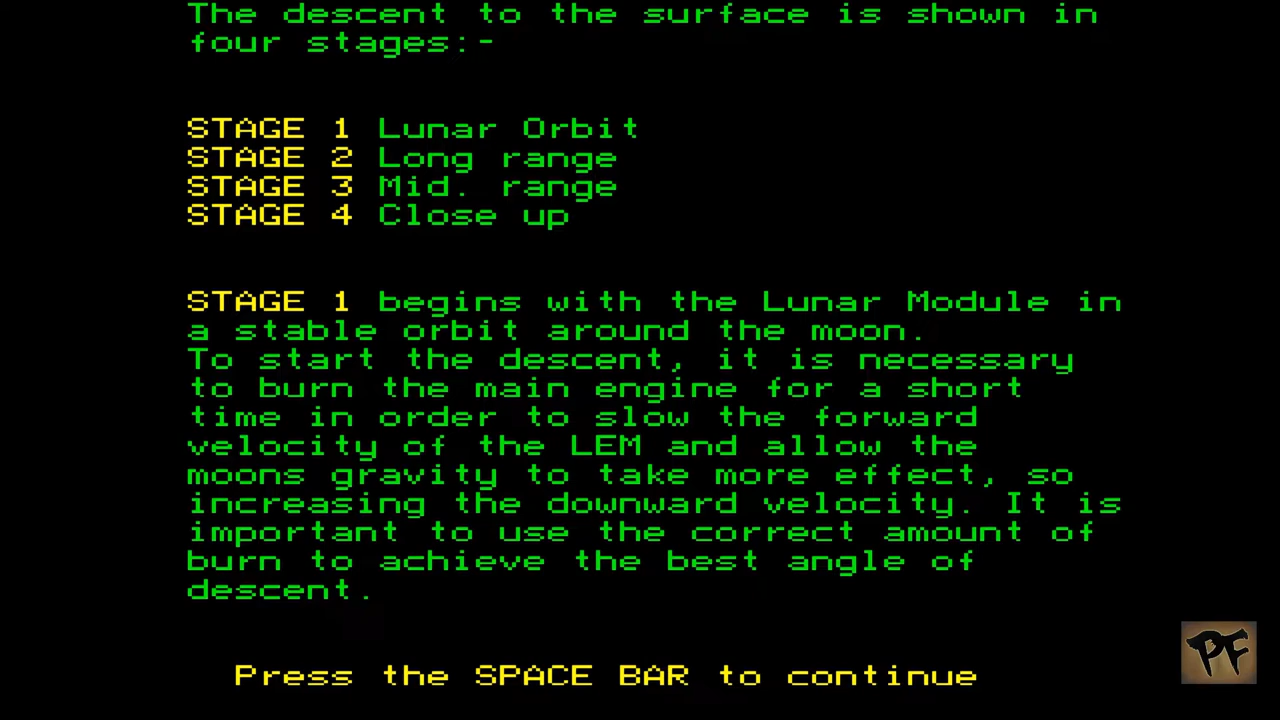 The descent to the surface is shown in
four stages:-
STAGE 1 Lunar Orbit
STAGE 2 Long range
STAGE 3 Mid. range
STAGE 4 Close up
STAGE 1 begins with the Lunar Module in
a stable orbit around the moon.
To start the descent, it is necessary
to burn the main engine for a short
time in order to slow the forward
velocity of the LEM and allow the
moons gravity to take more effect, so
increasing the downward velocity. It is
important to use the correct amount of
burn to achieve the best angle of
descent.
Press the SPACE BAR to continue
PF